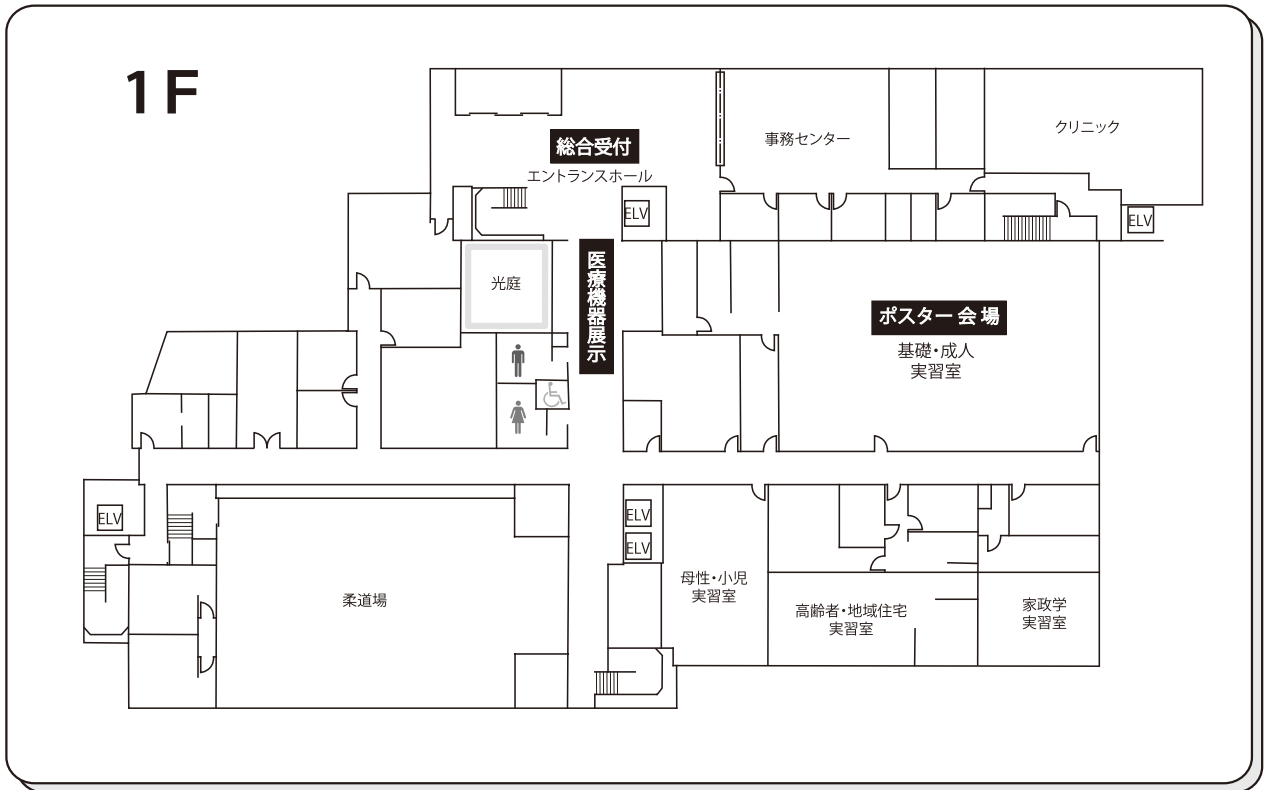 1F
総合受付
エントランスホール
事務センター
クリニック
ELV
ELV
光庭
医療機器展示
ポスター会場
基礎・成人
実習室
ELV
ELV
ELV
母性・小児
実習室
柔道場
高齢者・地域住宅
実習室
家政学
実習室